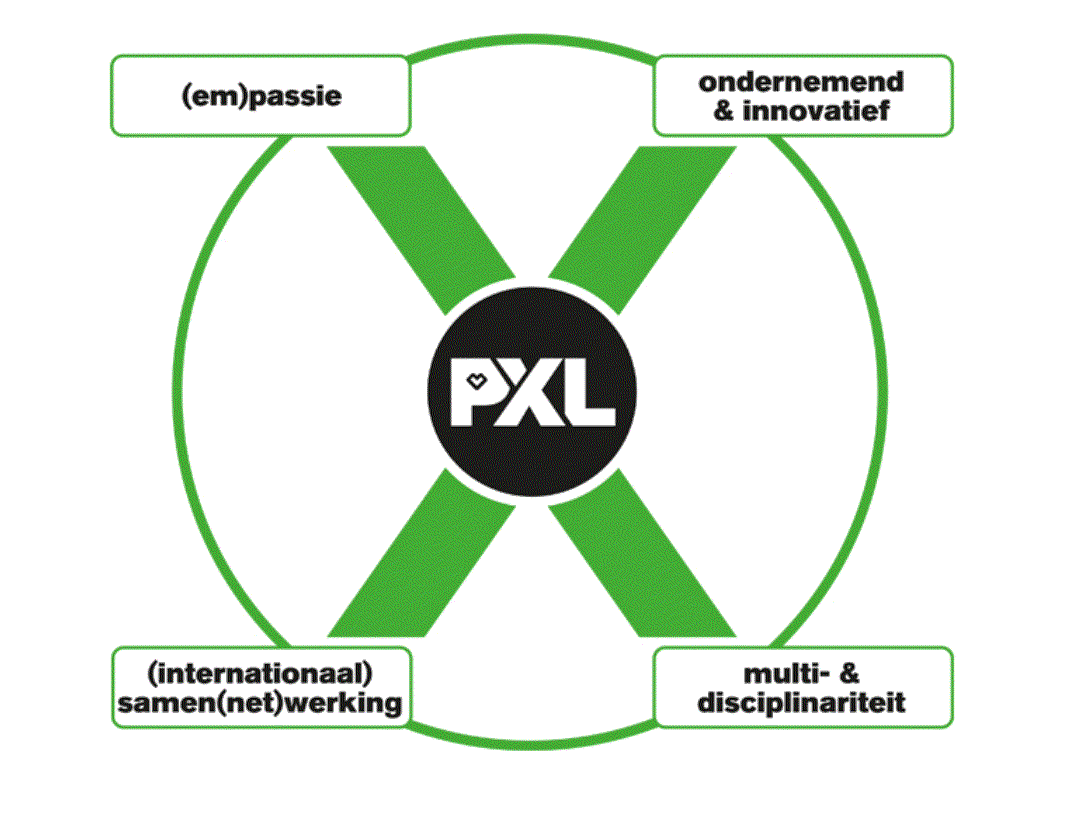 (em)passie
ondernemend
& innovatief
PXL
(internationaal)
samen(net)werking
multi- &
disciplinariteit